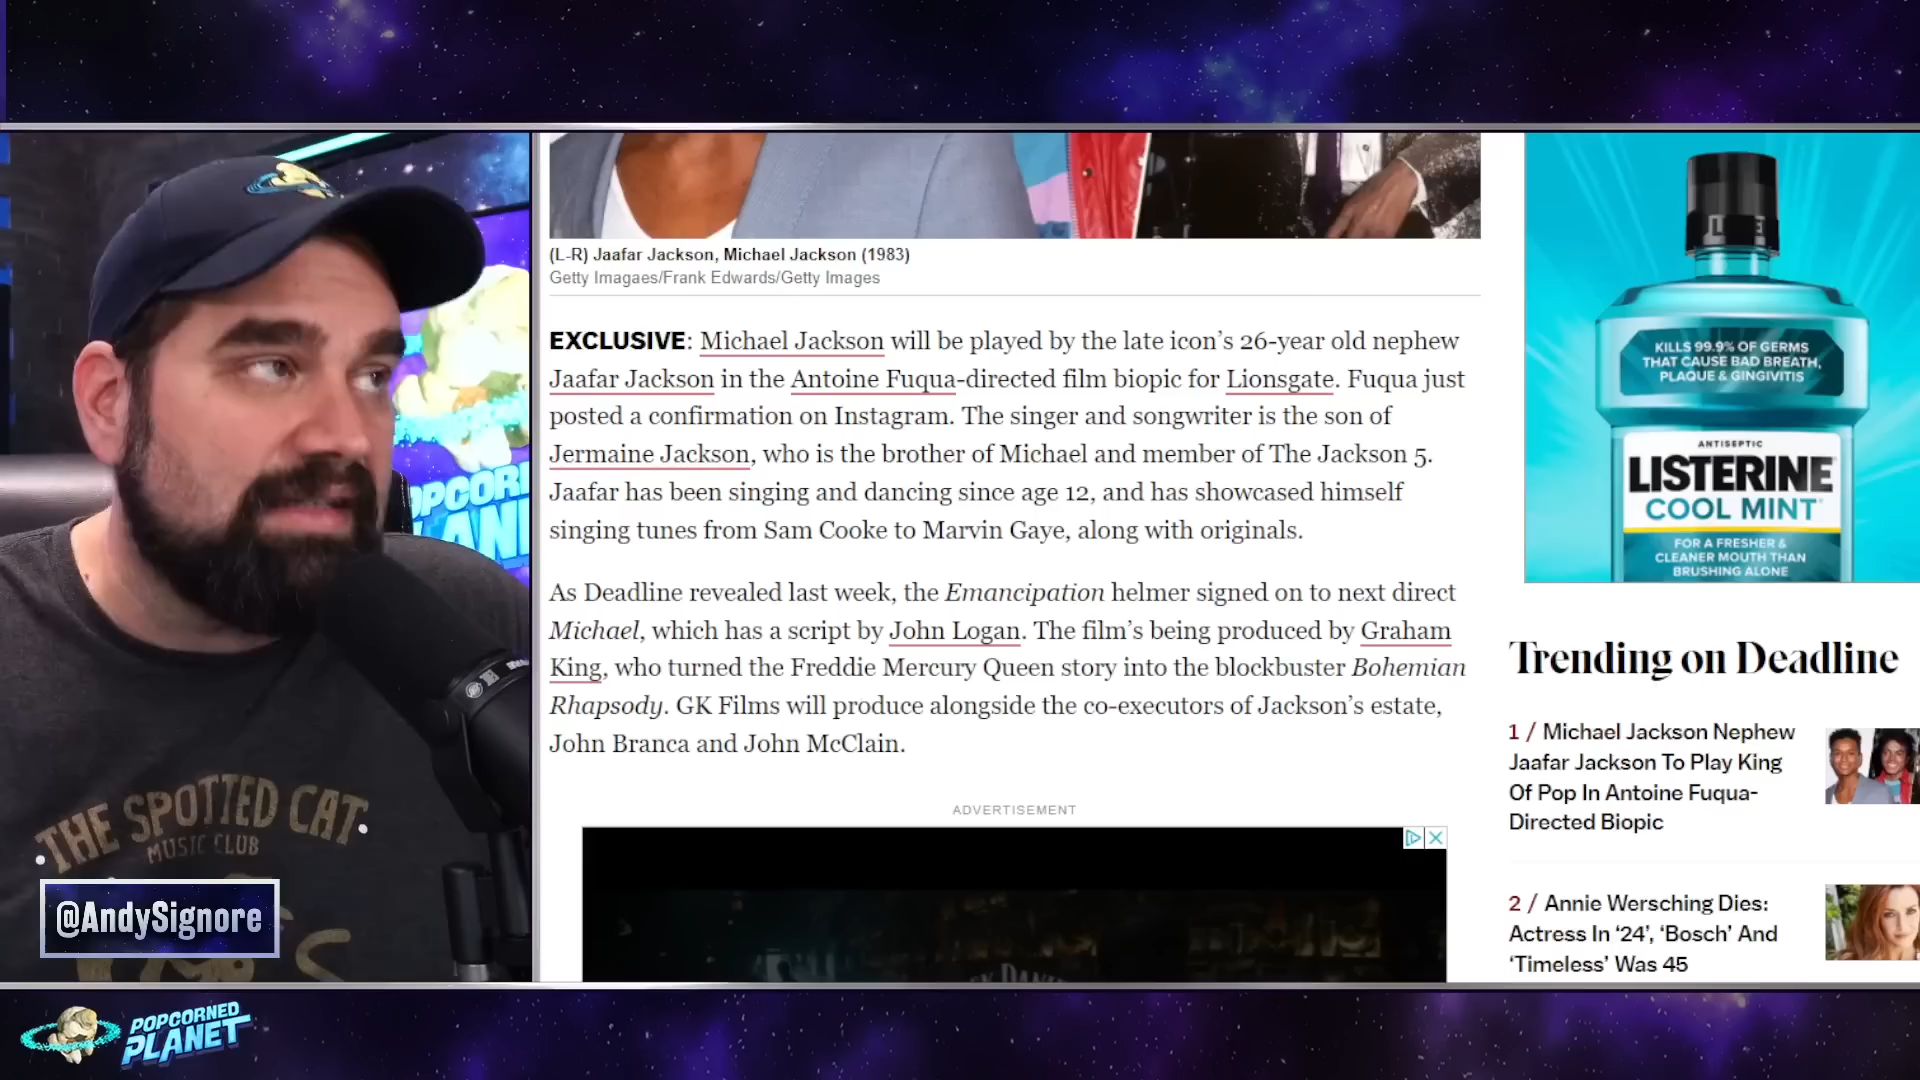 POPCORNED
PLANET
THE SPOTTED CAT
MUSIC CLUB
@AndySignore
POPCORNED
PLANET
(L-R) Jaafar Jackson, Michael Jackson (1983)
Getty Imagaes/Frank Edwards/Getty Images
EXCLUSIVE: Michael Jackson will be played by the late icon’s 26-year old nephew
Jaafar Jackson in the Antoine Fuqua-directed film biopic for Lionsgate. Fuqua just
posted a confirmation on Instagram. The singer and songwriter is the son of
Jermaine Jackson, who is the brother of Michael and member of The Jackson 5.
Jaafar has been singing and dancing since age 12, and has showcased himself
singing tunes from Sam Cooke to Marvin Gaye, along with originals.
As Deadline revealed last week, the Emancipation helmer signed on to next direct
Michael, which has a script by John Logan. The film’s being produced by Graham
King, who turned the Freddie Mercury Queen story into the blockbuster Bohemian
Rhapsody. GK Films will produce alongside the co-executors of Jackson’s estate,
John Branca and John McClain.
ADVERTISEMENT
KILLS 99.9% OF GERMS
THAT CAUSE BAD BREATH,
PLAQUE & GINGIVITIS
ANTISEPTIC
LISTERINE
COOL MINT
FOR A FRESHER &
CLEANER MOUTH THAN
BRUSHING ALONE
Trending on Deadline
1 / Michael Jackson Nephew
Jaafar Jackson To Play King
Of Pop In Antoine Fuqua-
Directed Biopic
2 / Annie Wersching Dies:
Actress In ‘24’, ‘Bosch’ And
‘Timeless’ Was 45